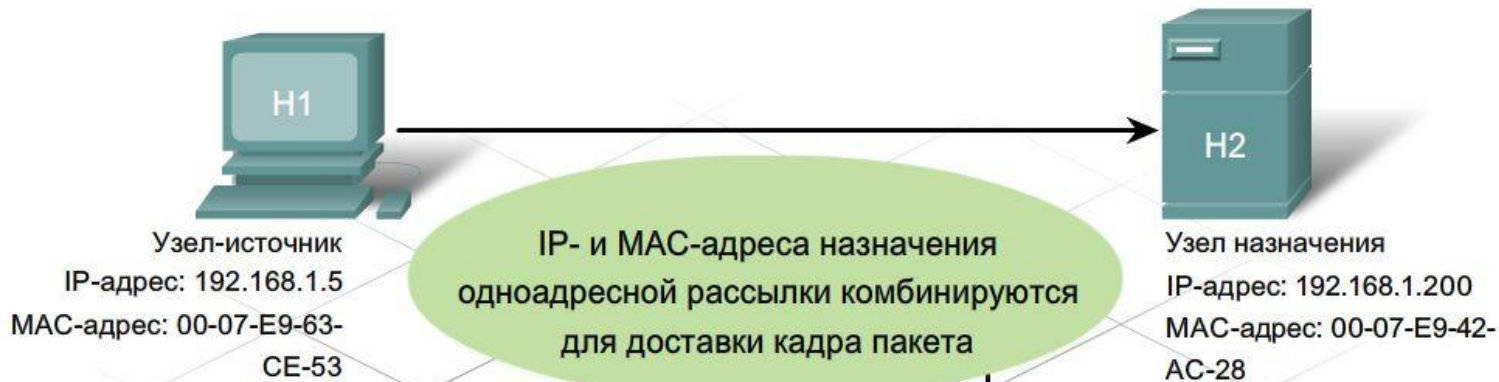 H1
H2
Узел-источник
IP-адрес: 192.168.1.5
MAC-адрес: 00-07-E9-63-
CE-53
IP- и MAC-адреса назначения
одноадресной рассылки комбинируются
для доставки кадра пакета
Узел назначения
IP-адрес: 192.168.1.200
MAC-адрес: 00-07-E9-42-
AC-28